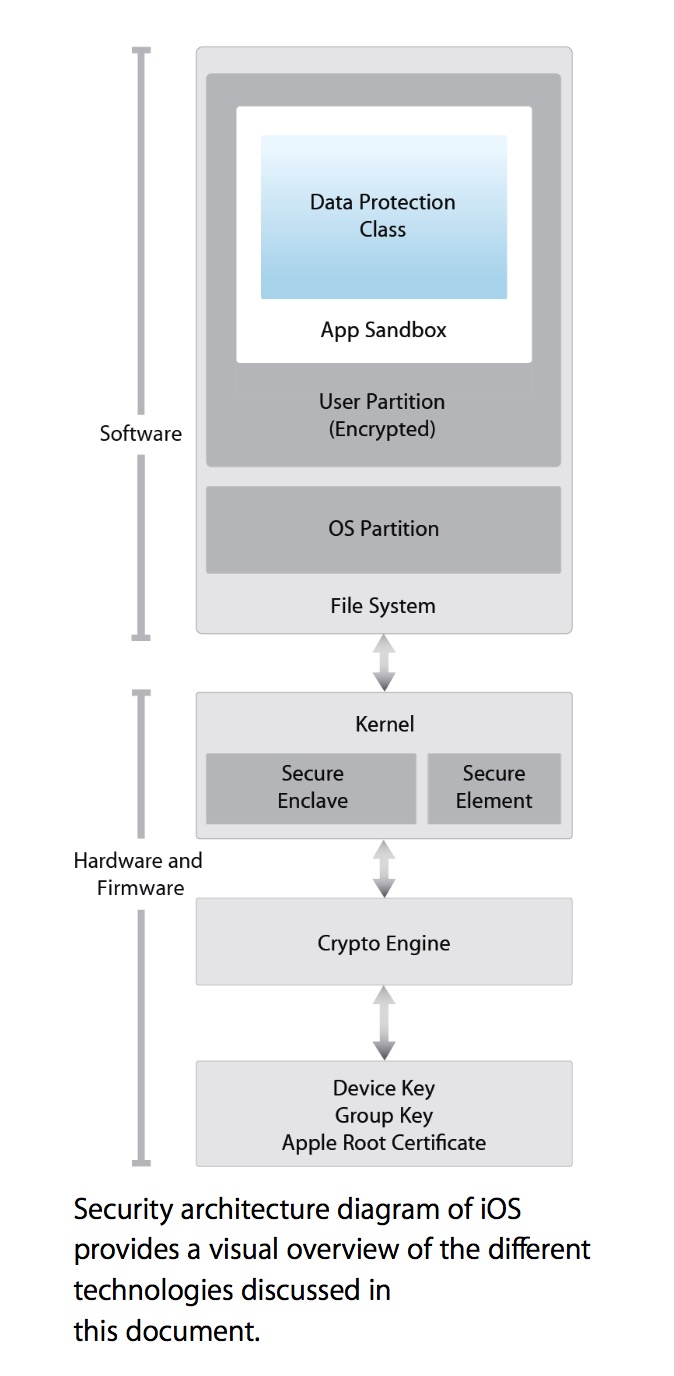 Data Protection
Class
App Sandbox
User Partition
(Encrypted)
Software
OS Partition
File System
Kernel
Secure
Enclave
Secure
Element
Hardware and
Firmware
Crypto Engine
Device Key
Group Key
Apple Root Certificate
Security architecture diagram of iOS
provides a visual overview of the different
technologies discussed in
this document.